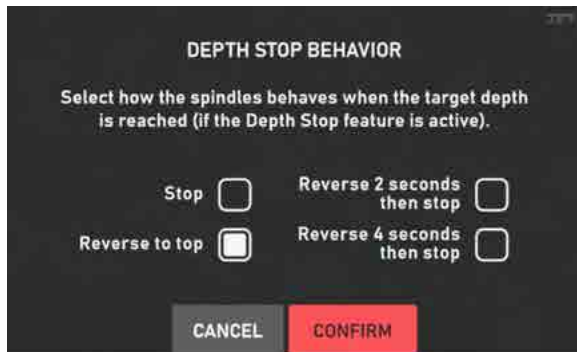 DEPTH STOP BEHAVIOR
Select how the spindles behaves when the target depth
is reached (if the Depth Stop feature is active).
Stop
Reverse 2 seconds
then stop
Reverse to top
Reverse 4 seconds
then stop
CANCEL
CONFIRM